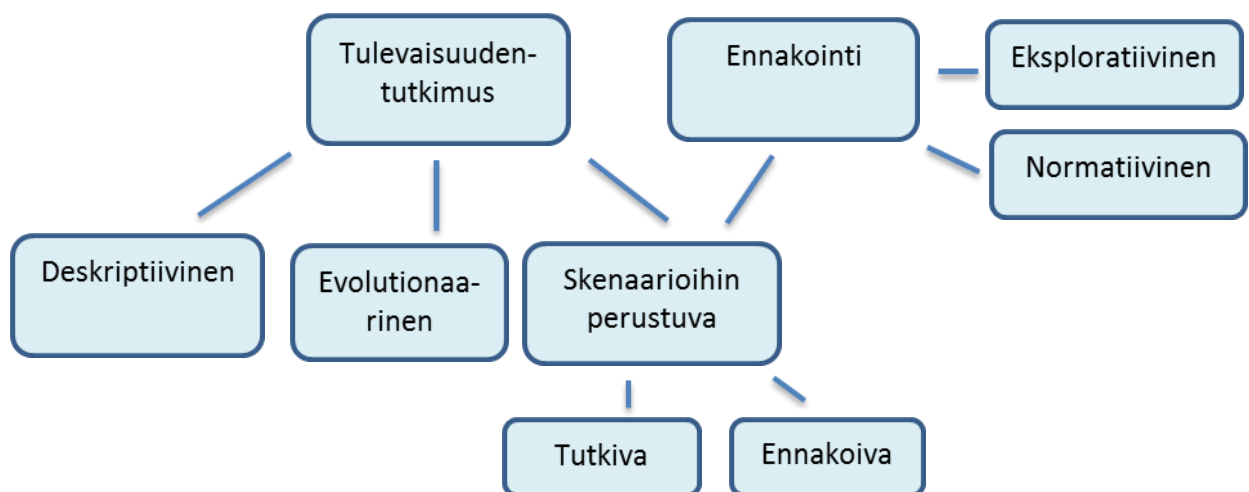 Tulevaisuuden-
tutkimus
Ennakointi
Eksploratiivinen
Normatiivinen
Deskriptiivinen
Evolutionaa-
rinen
Skenaarioihin
perustuva
Tutkiva
Ennakoiva